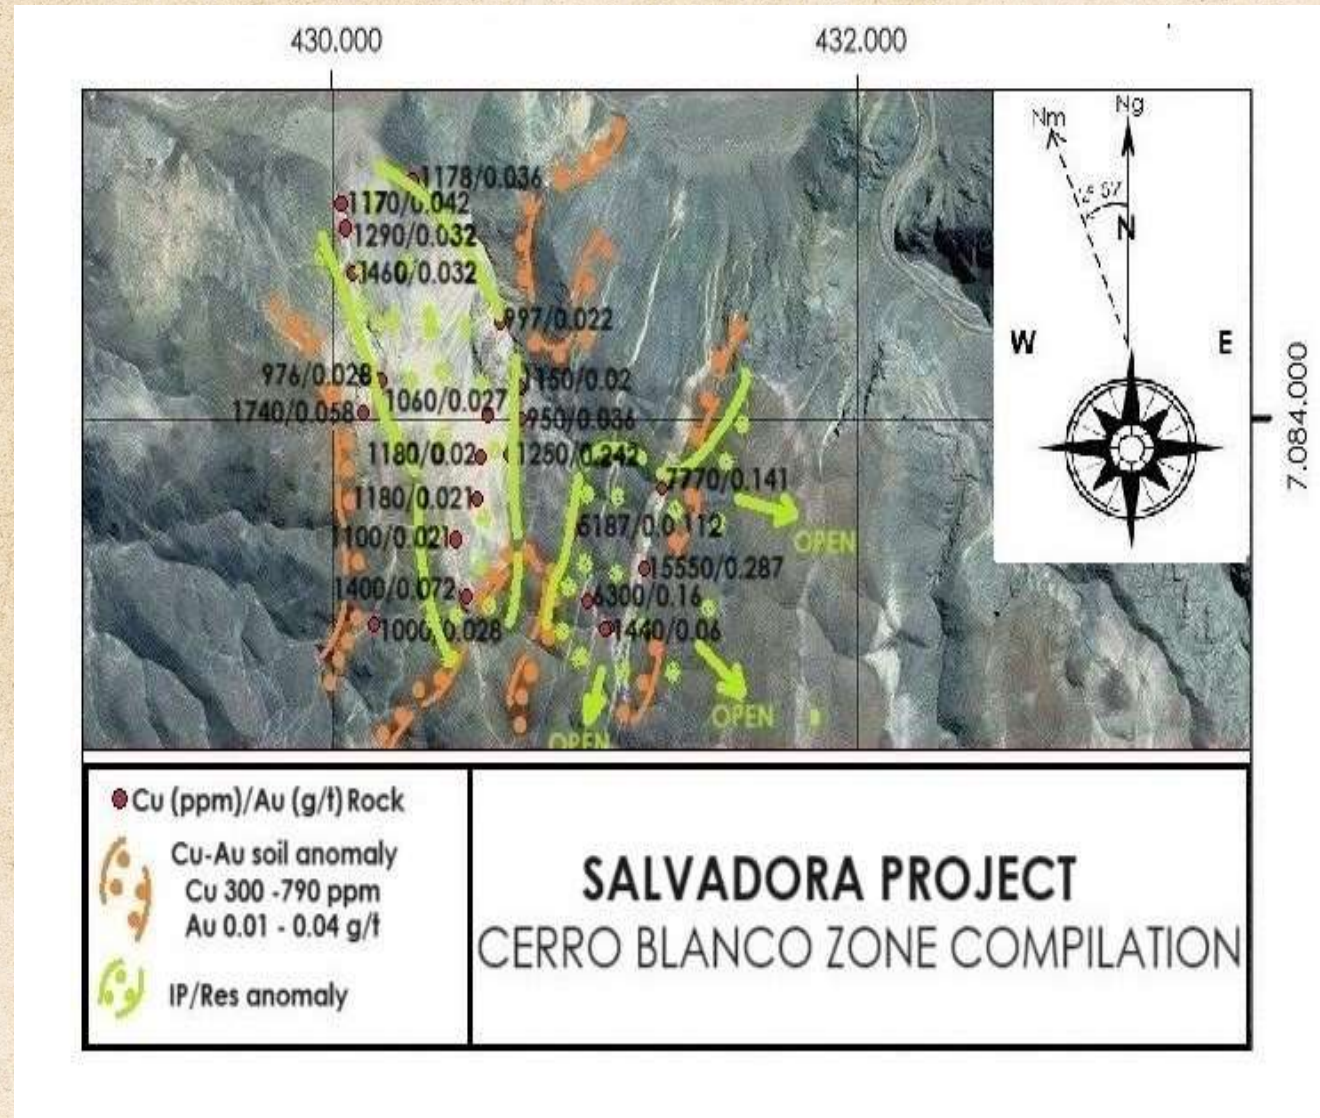 430.000
432.000
Nm
Ng
N
W
E
7.084.000
1178/0.036
1170/0.042
1290/0.032
1460/0.032
997/0.022
976/0.028
1150/0.02
1740/0.058
1060/0.027
950/0.036
1180/0.02
1250/0.242
7770/0.141
1180/0.021
OPEN
1100/0.021
15550/0.287
1400/0.072
6300/0.16
1000/0.028
1440/0.06
OPEN
OPEN
Cu (ppm)/Au (g/t) Rock
Cu-Au soil anomaly
Cu 300 -790 ppm
Au 0.01 - 0.04 g/t
IP/Res anomaly
SALVADORA PROJECT
CERRO BLANCO ZONE COMPILATION